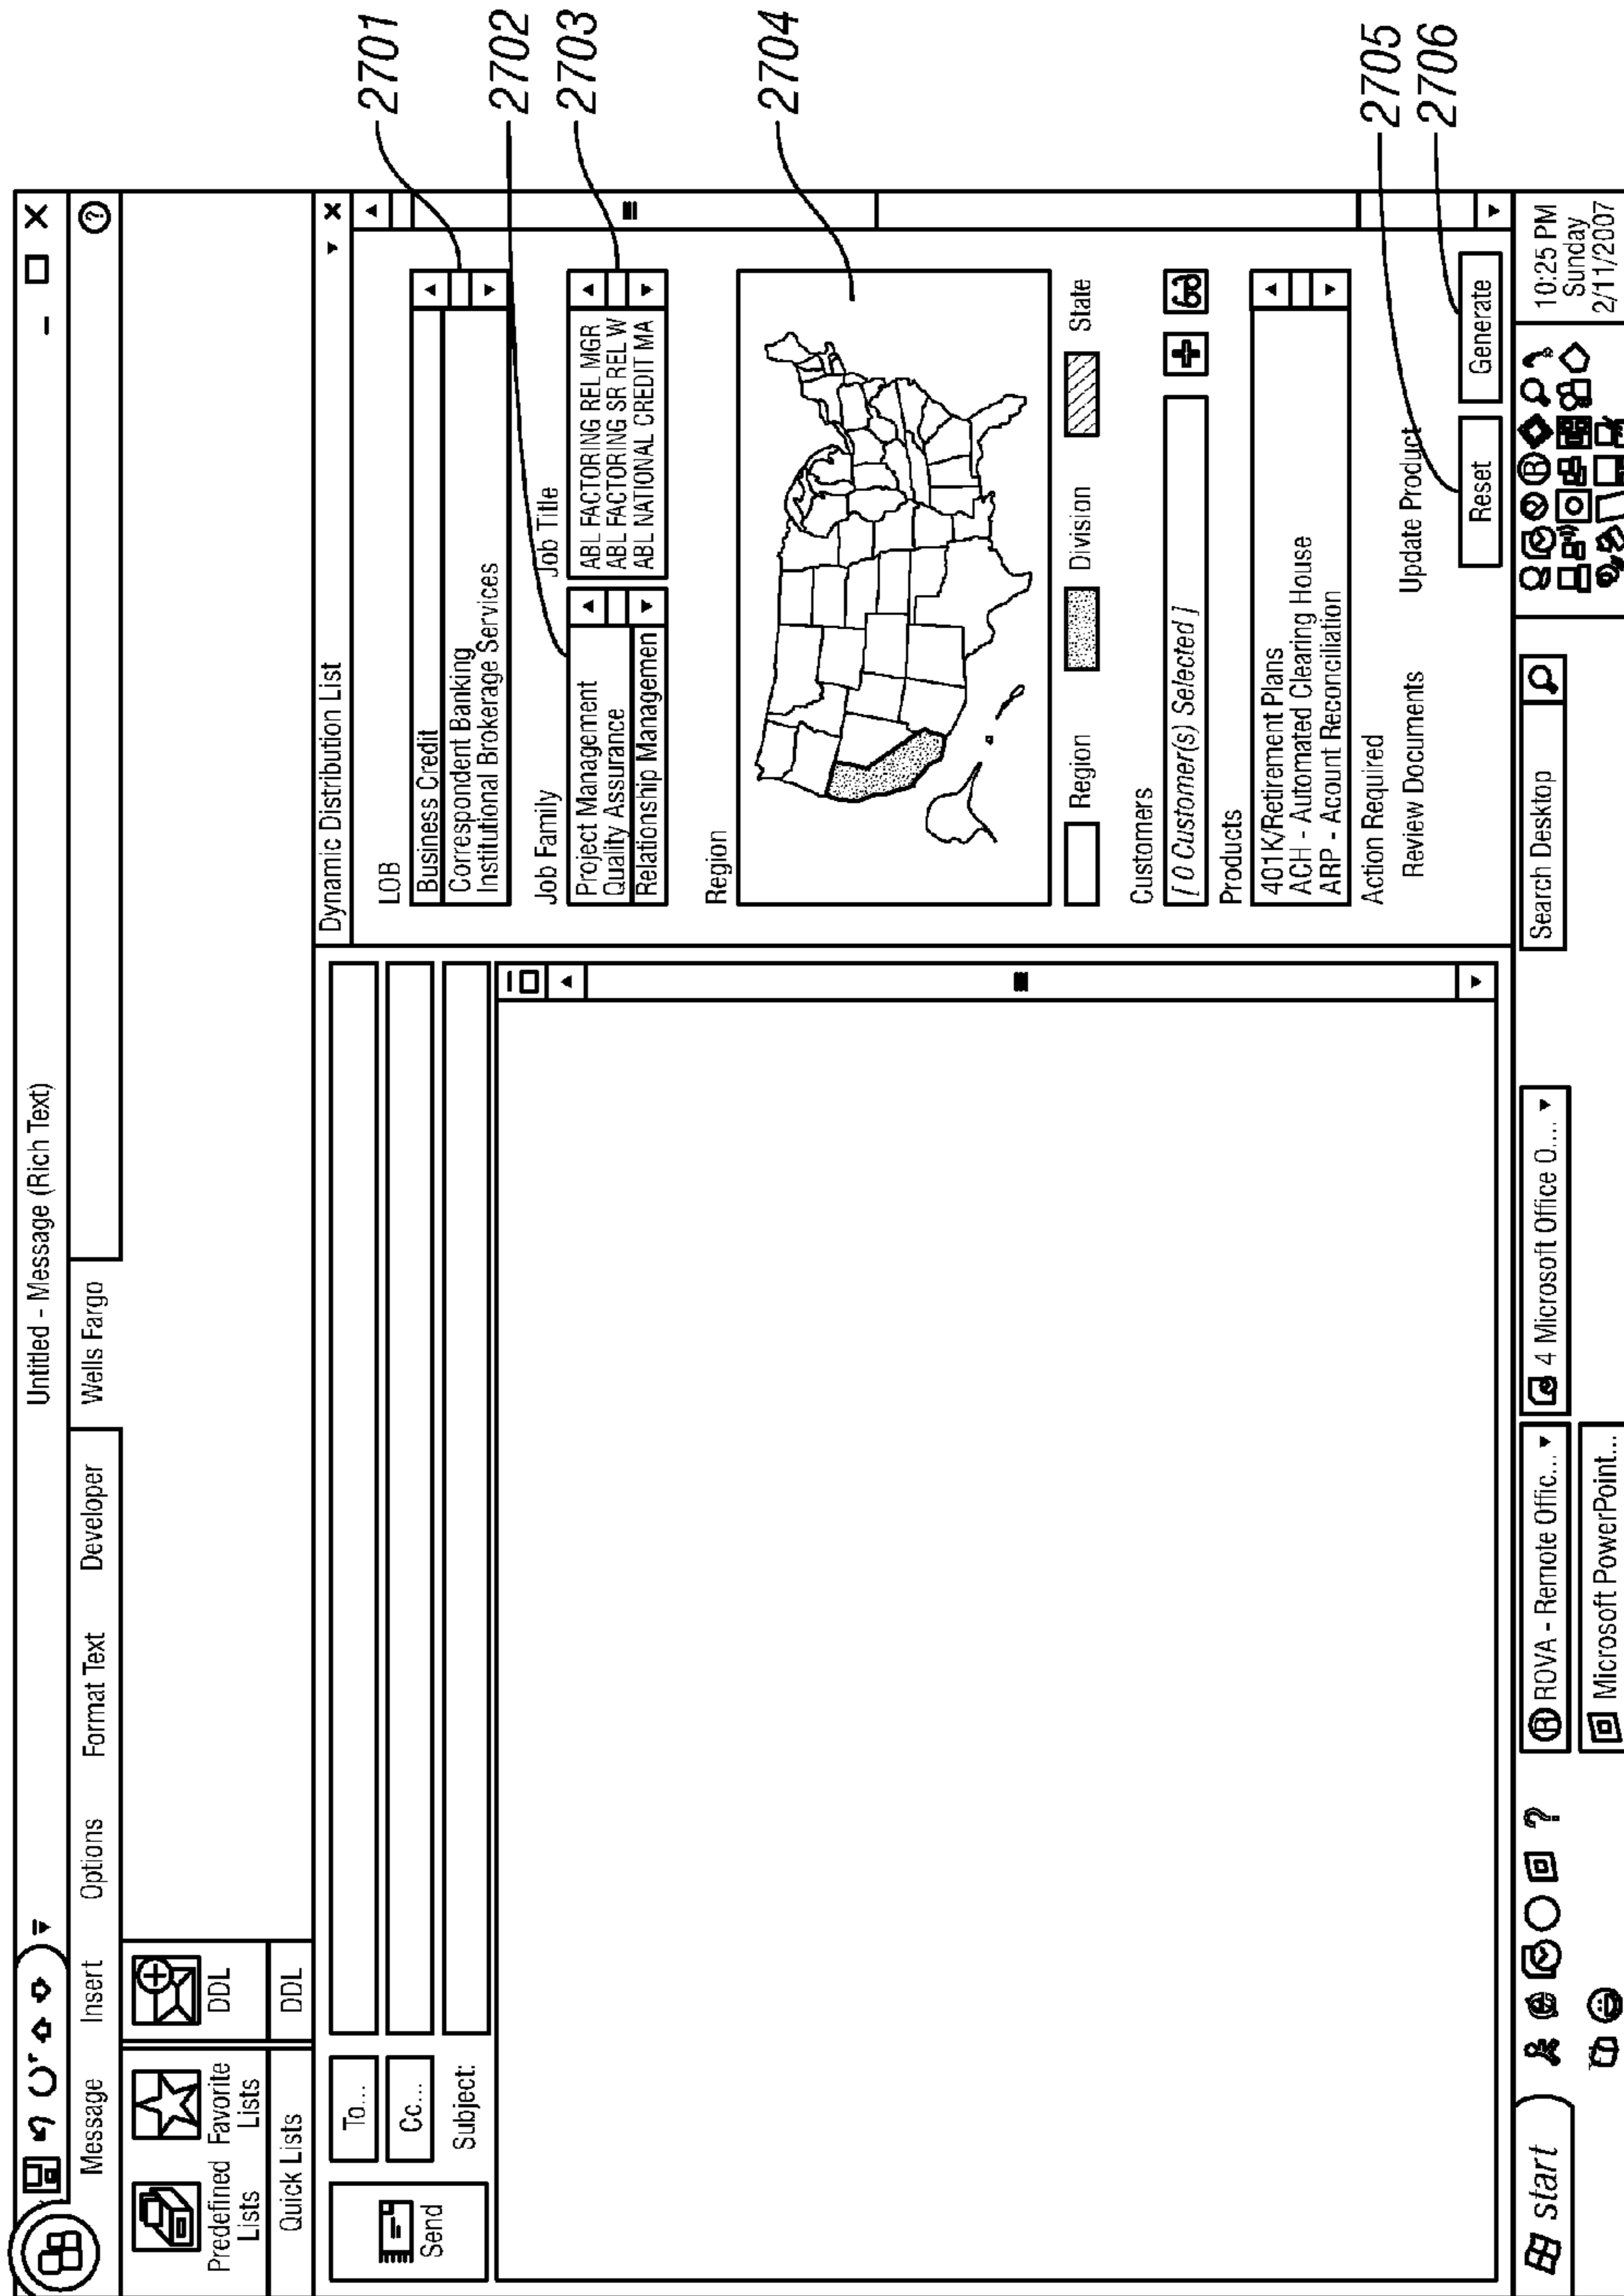 Untitled - Message (Rich Text)
Message Insert Options Format Text Developer Wells Fargo
Predefined Lists
Favorite Lists
DDL
Quick Lists
DDL
Send
To...
Cc...
Subject:
Dynamic Distribution List
LOB
Business Credit
Correspondent Banking
Institutional Brokerage Services
Job Family
Job Title
Project Management
Quality Assurance
Relationship Managemen
ABL FACTORING REL MGR
ABL FACTORING SR REL W
ABL NATIONAL CREDIT MA
Region
Region Division State
Customers
[ 0 Customer(s) Selected ]
Products
401K/Retirement Plans
ACH - Automated Clearing House
ARP - Acount Reconciliation
Action Required
Review Documents
Update Product
Reset
Generate
2701
2702
2703
2704
2705
2706
start
ROVA - Remote Offic...
4 Microsoft Office O....
Microsoft PowerPoint...
Search Desktop
10:25 PM
Sunday
2/11/2007